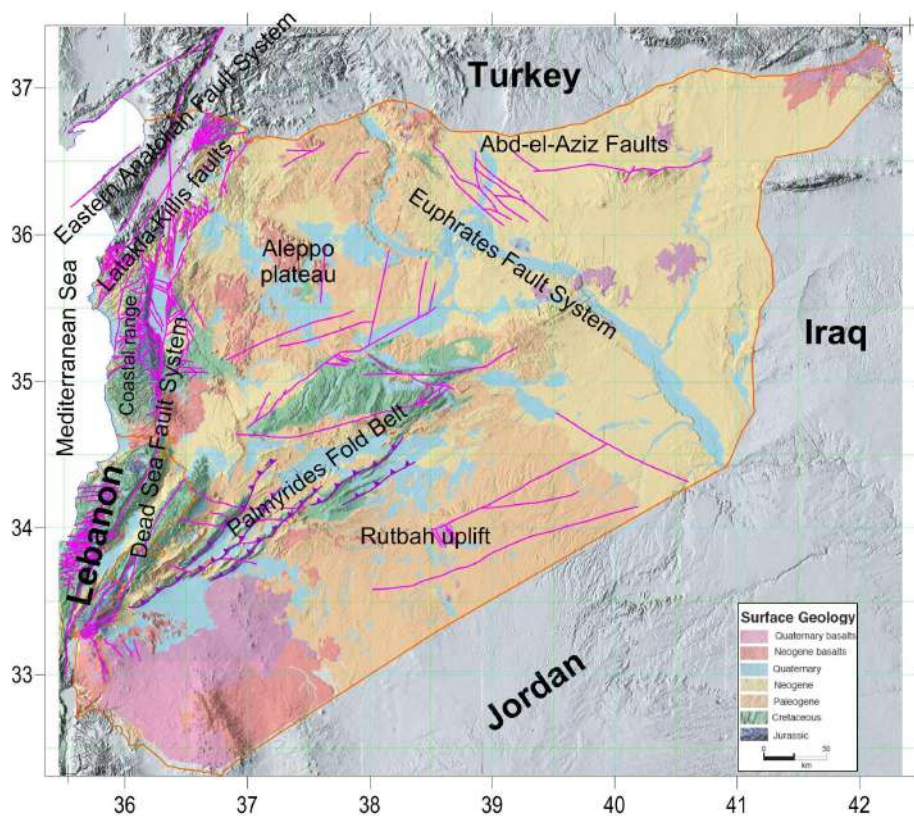 37
36
35
34
33
Turkey
Eastern Anatolian Fault System
Latakia-Killis faults
Abd-el-Aziz Faults
Euphrates Fault System
Aleppo
plateau
Mediterranean Sea
Coastal range
Dead Sea Fault System
Iraq
Palmyrides Fold Belt
Lebanon
Rutbah uplift
Jordan
Surface Geology
Quaternary basalts
Neogene basalts
Quaternary
Neogene
Paleogene
Cretaceous
Jurassic
0 50
km
36 37 38 39 40 41 42